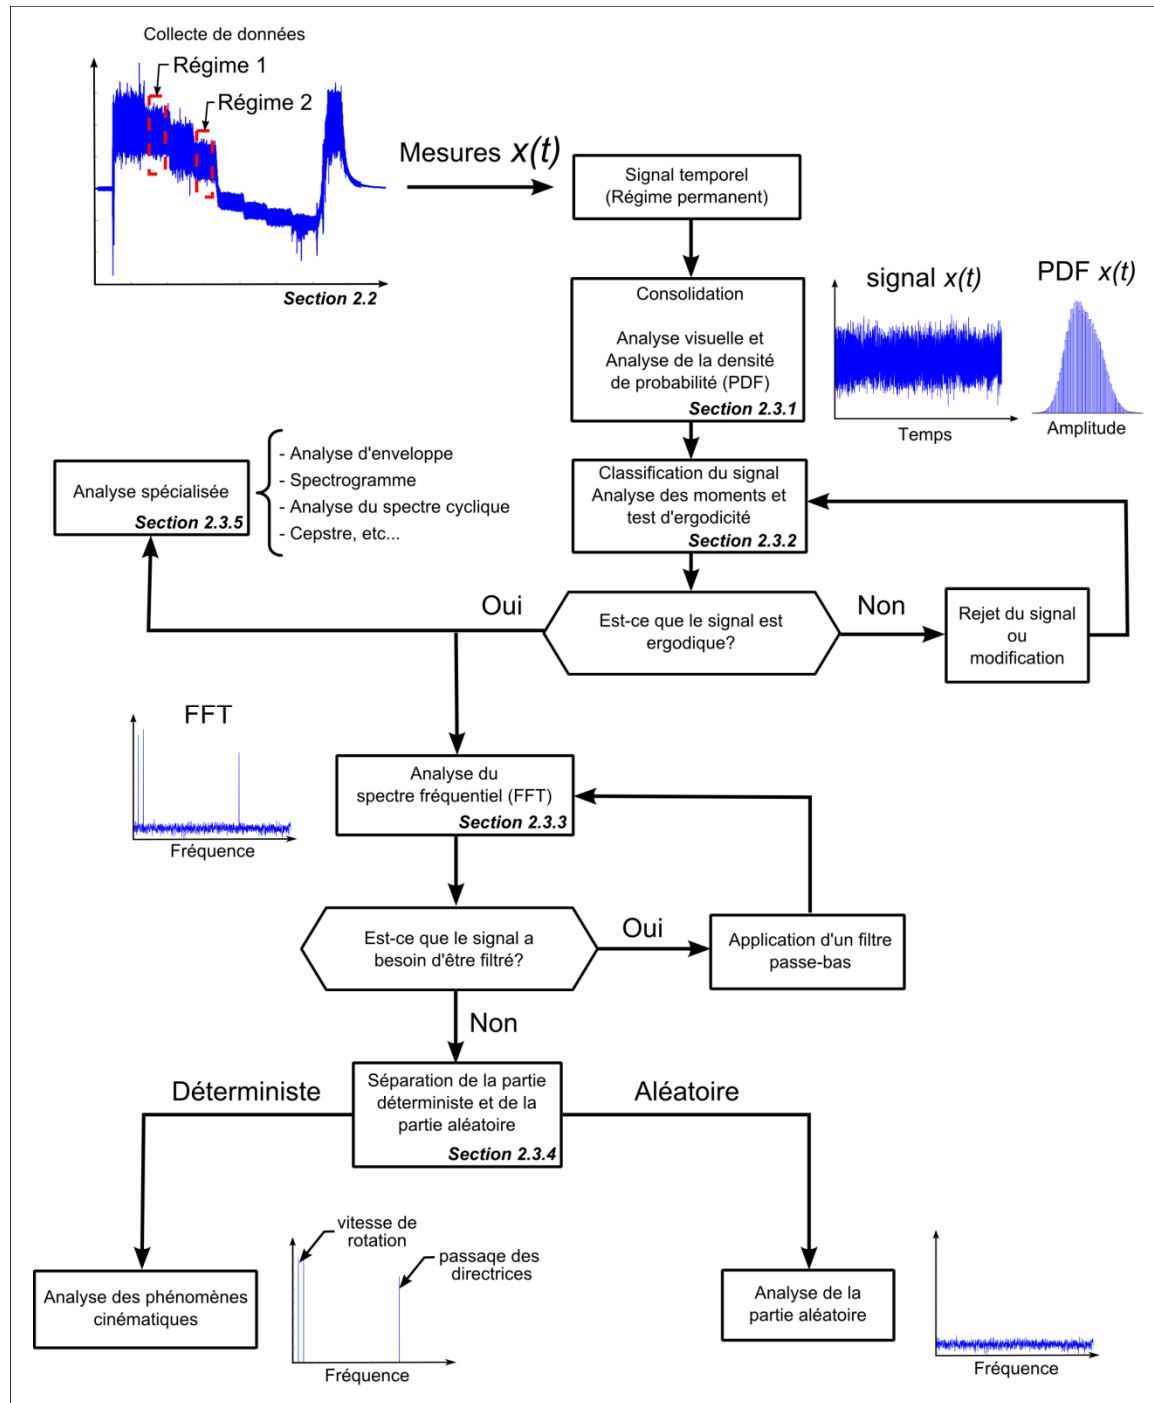 Collecte de données
Régime 1
Régime 2
Section 2.2
Mesures x(t)
Signal temporel
(Régime permanent)
Consolidation
Analyse visuelle et
Analyse de la densité
de probabilité (PDF)
Section 2.3.1
signal x(t)
Temps
PDF x(t)
Amplitude
Analyse spécialisée
Section 2.3.5
- Analyse d'enveloppe
- Spectrogramme
- Analyse du spectre cyclique
- Cepstre, etc...
Classification du signal
Analyse des moments et
test d'ergodicité
Section 2.3.2
Oui
Est-ce que le signal est
ergodique?
Non
Rejet du signal
ou
modification
FFT
Fréquence
Analyse du
spectre fréquentiel (FFT)
Section 2.3.3
Est-ce que le signal a
besoin d'être filtré?
Oui
Application d'un filtre
passe-bas
Non
Déterministe
Séparation de la partie
déterministe et de la
partie aléatoire
Section 2.3.4
Aléatoire
Analyse des phénomènes
cinématiques
vitesse de
rotation
passage des
directrices
Fréquence
Analyse de la
partie aléatoire
Fréquence